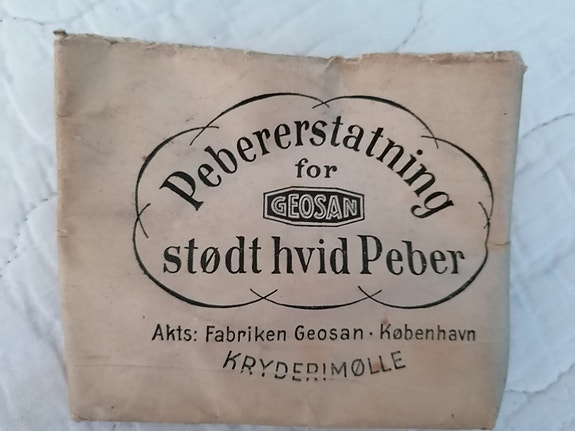 Pebererstatning
for
GEOSAN
stødt hvid Peber
Akts: Fabriken Geosan · København
KRYDERIMØLLE